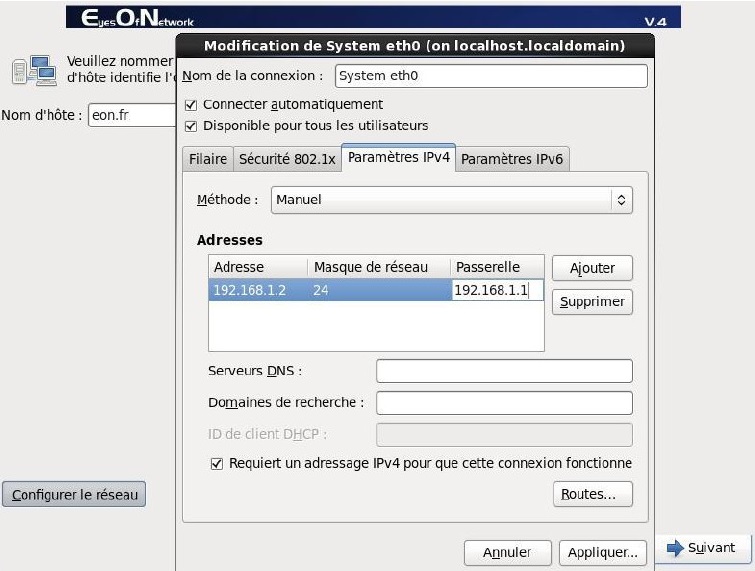 EyesOfNetwork
V.4
Veuillez nommer
d'hôte identifie l'o
Nom d'hôte : eon.fr
Modification de System eth0 (on localhost.localdomain)
Nom de la connexion : System eth0
Connecter automatiquement
Disponible pour tous les utilisateurs
Filaire Sécurité 802.1x Paramètres IPv4 Paramètres IPv6
Méthode : Manuel
Adresses
Adresse Masque de réseau Passerelle
192.168.1.2 24 192.168.1.1
Ajouter
Supprimer
Serveurs DNS :
Domaines de recherche :
ID de client DHCP :
Requiert un adressage IPv4 pour que cette connexion fonctionne
Routes...
Configurer le réseau
Annuler Appliquer... Suivant